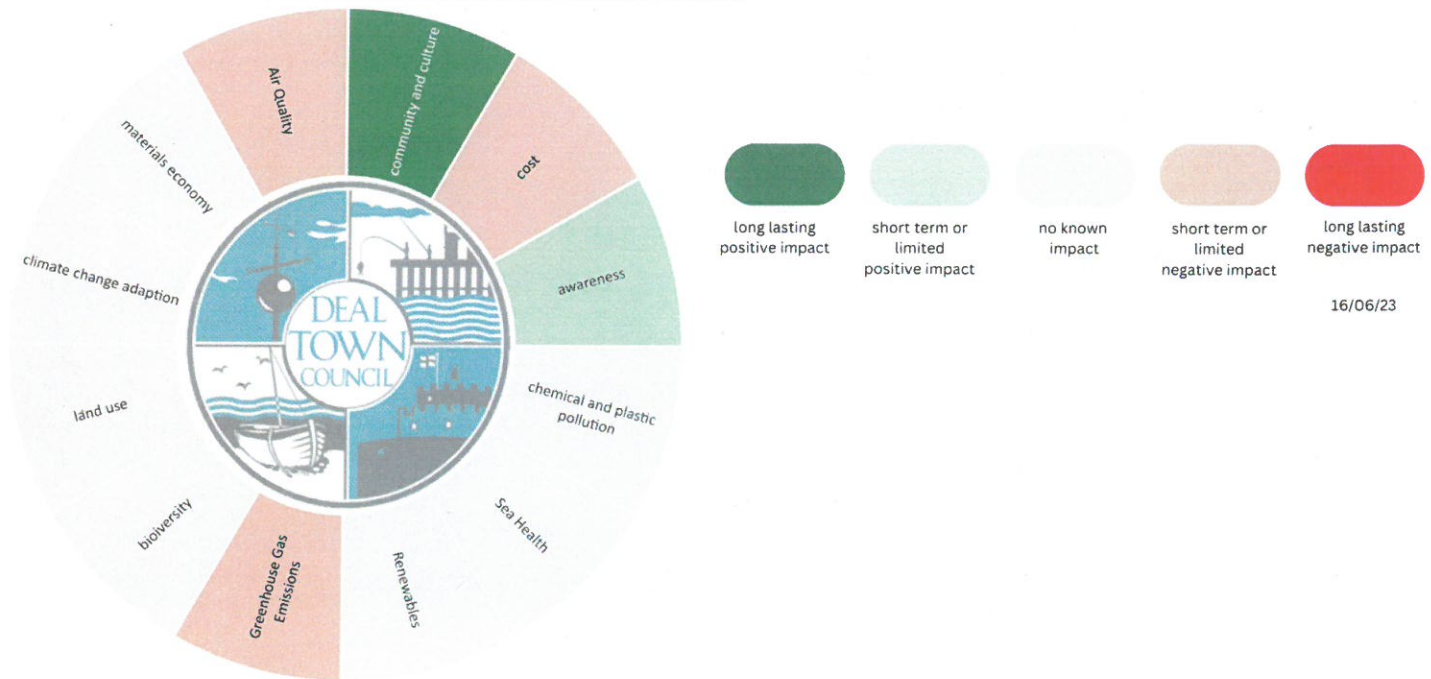 Air Quality
community and culture
cost
awareness
chemical and plastic
pollution
Sea Health
Renewables
Greenhouse Gas
Emissions
bioiversity
land use
climate change adaption
materials economy
DEAL
TOWN
COUNCIL
long lasting
positive impact
short term or
limited
positive impact
no known
impact
short term or
limited
negative impact
long lasting
negative impact
16/06/23